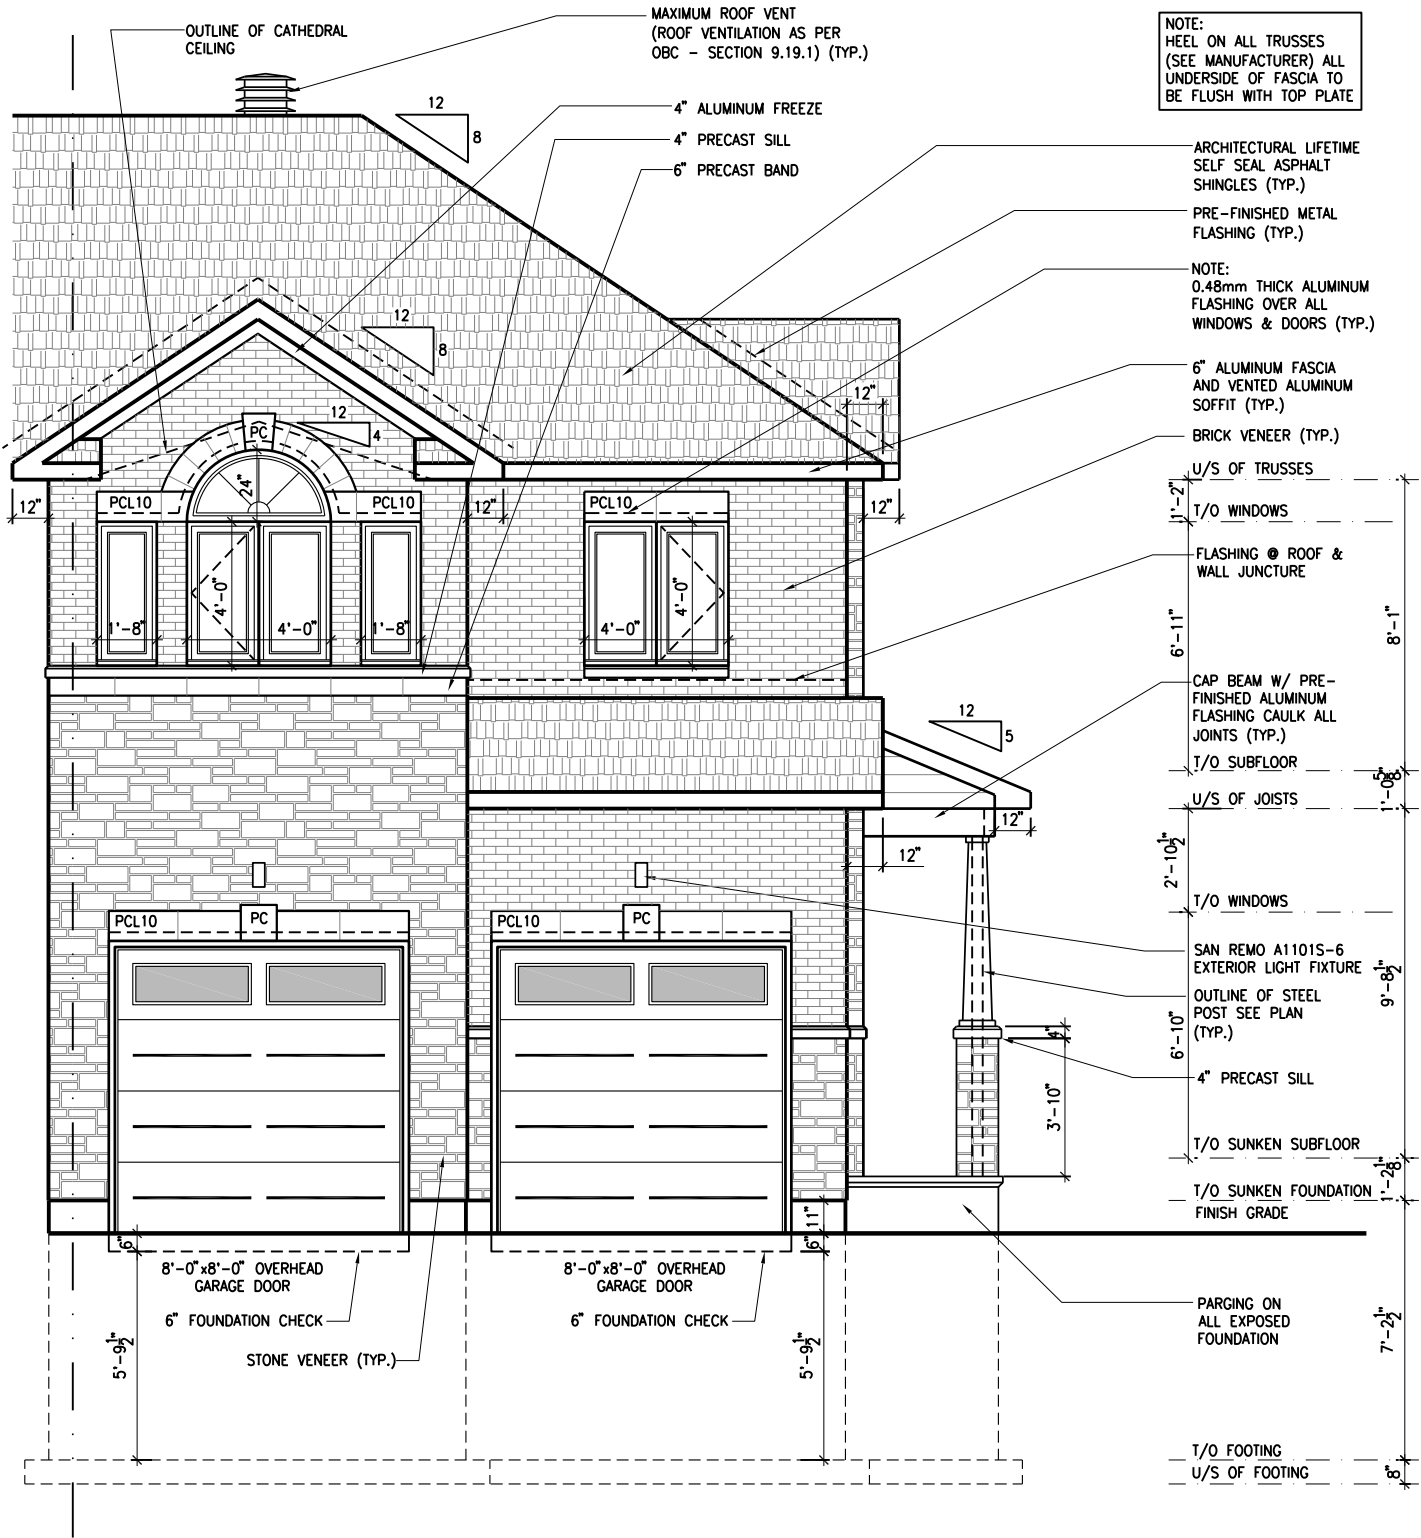 OUTLINE OF CATHEDRAL
CEILING
MAXIMUM ROOF VENT
(ROOF VENTILATION AS PER
OBC - SECTION 9.19.1) (TYP.)
NOTE:
HEEL ON ALL TRUSSES
(SEE MANUFACTURER) ALL
UNDERSIDE OF FASCIA TO
BE FLUSH WITH TOP PLATE
12
8
4" ALUMINUM FREEZE
4" PRECAST SILL
6" PRECAST BAND
ARCHITECTURAL LIFETIME
SELF SEAL ASPHALT
SHINGLES (TYP.)
PRE-FINISHED METAL
FLASHING (TYP.)
NOTE:
0.48mm THICK ALUMINUM
FLASHING OVER ALL
WINDOWS & DOORS (TYP.)
12
8
6" ALUMINUM FASCIA
AND VENTED ALUMINUM
SOFFIT (TYP.)
12"
12
4
PC
BRICK VENEER (TYP.)
U/S OF TRUSSES
24"
12"
PCL10
PCL10
12"
PCL10
12"
1'-2"
T/O WINDOWS
FLASHING @ ROOF &
WALL JUNCTURE
4'-0"
4'-0"
1'-8"
4'-0"
1'-8"
4'-0"
6'-11"
8'-1"
CAP BEAM W/ PRE-
FINISHED ALUMINUM
FLASHING CAULK ALL
JOINTS (TYP.)
12
5
T/O SUBFLOOR
1'-0⅝"
U/S OF JOISTS
12"
12"
2'-10½"
T/O WINDOWS
PCL10
PC
PCL10
PC
SAN REMO A1101S-6
EXTERIOR LIGHT FIXTURE
9'-8½"
OUTLINE OF STEEL
POST SEE PLAN
(TYP.)
4"
6'-10"
4" PRECAST SILL
3'-10"
T/O SUNKEN SUBFLOOR
1'-2⅛"
T/O SUNKEN FOUNDATION
FINISH GRADE
11"
6"
6"
8'-0"x8'-0" OVERHEAD
GARAGE DOOR
8'-0"x8'-0" OVERHEAD
GARAGE DOOR
6" FOUNDATION CHECK
6" FOUNDATION CHECK
PARGING ON
ALL EXPOSED
FOUNDATION
STONE VENEER (TYP.)
5'-9½"
5'-9½"
7'-2½"
T/O FOOTING
U/S OF FOOTING
8"